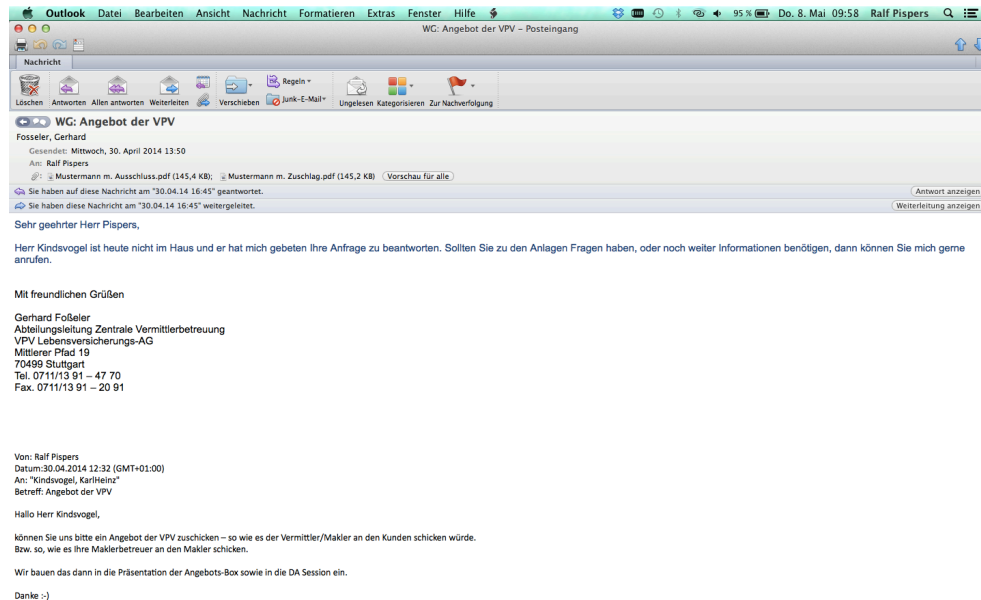 Outlook Datei Bearbeiten Ansicht Nachricht Formatieren Extras Fenster Hilfe 95 % Do. 8. Mai 09:58 Ralf Pispers
WG: Angebot der VPV – Posteingang
Nachricht
Löschen Antworten Allen antworten Weiterleiten Verschieben Regeln Junk-E-Mail Ungelesen Kategorisieren Zur Nachverfolgung
WG: Angebot der VPV
Fosseler, Gerhard
Gesendet: Mittwoch, 30. April 2014 13:50
An: Ralf Pispers
Mustermann m. Ausschluss.pdf (145,4 KB); Mustermann m. Zuschlag.pdf (145,2 KB) Vorschau für alle
Sie haben auf diese Nachricht am "30.04.14 16:45" geantwortet. Antwort anzeigen
Sie haben diese Nachricht am "30.04.14 16:45" weitergeleitet. Weiterleitung anzeigen
Sehr geehrter Herr Pispers,
Herr Kindsvogel ist heute nicht im Haus und er hat mich gebeten Ihre Anfrage zu beantworten. Sollten Sie zu den Anlagen Fragen haben, oder noch weiter Informationen benötigen, dann können Sie mich gerne
anrufen.
Mit freundlichen Grüßen
Gerhard Foßeler
Abteilungsleitung Zentrale Vermittlerbetreuung
VPV Lebensversicherungs-AG
Mittlerer Pfad 19
70499 Stuttgart
Tel. 0711/13 91 – 47 70
Fax. 0711/13 91 – 20 91
Von: Ralf Pispers
Datum:30.04.2014 12:32 (GMT+01:00)
An: "Kindsvogel, KarlHeinz"
Betreff: Angebot der VPV
Hallo Herr Kindsvogel,
können Sie uns bitte ein Angebot der VPV zuschicken – so wie es der Vermittler/Makler an den Kunden schicken würde.
Bzw. so, wie es Ihre Maklerbetreuer an den Makler schicken.
Wir bauen das dann in die Präsentation der Angebots-Box sowie in die DA Session ein.
Danke :-)